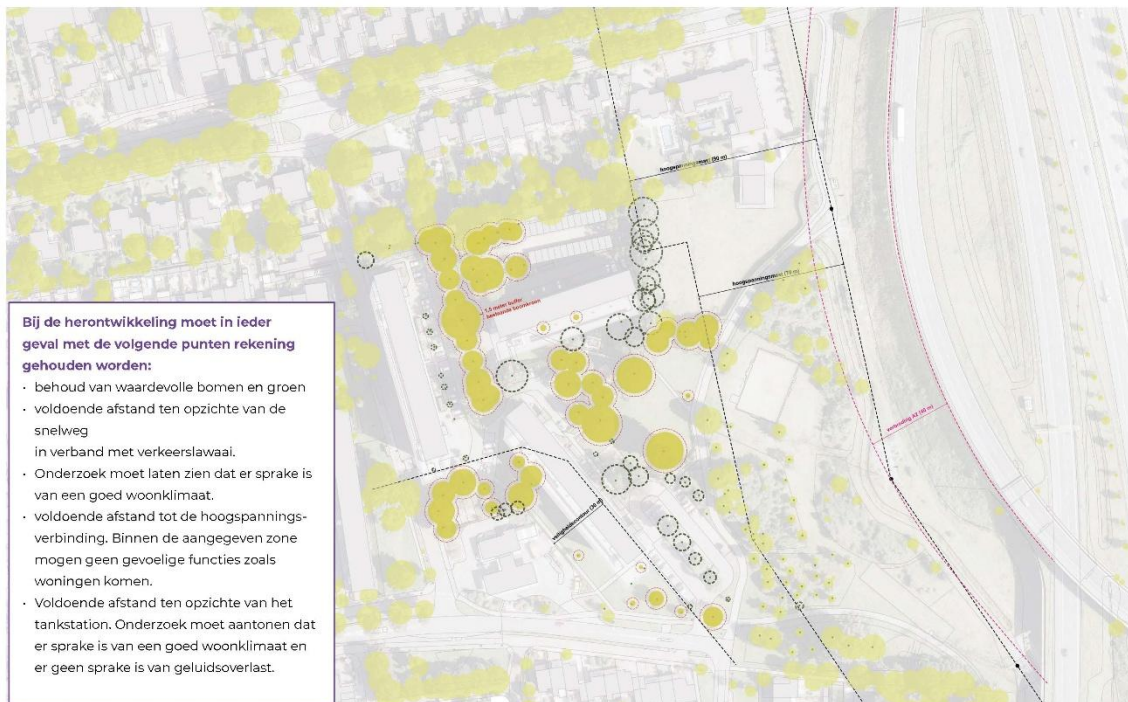 Bij de herontwikkeling moet in ieder
geval met de volgende punten rekening
gehouden worden:
· behoud van waardevolle bomen en groen
· voldoende afstand ten opzichte van de
snelweg
in verband met verkeerslawaai.
· Onderzoek moet laten zien dat er sprake is
van een goed woonklimaat.
· voldoende afstand tot de hoogspannings-
verbinding. Binnen de aangegeven zone
mogen geen gevoelige functies zoals
woningen komen.
· Voldoende afstand ten opzichte van het
tankstation. Onderzoek moet aantonen dat
er sprake is van een goed woonklimaat en
er geen sprake is van geluidsoverlast.
1,5 meter buffer